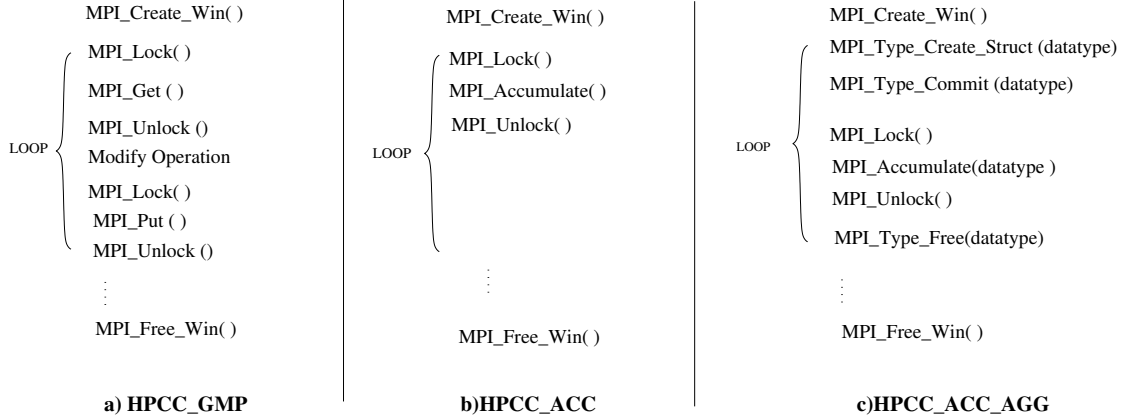 MPI_Create_Win( )
MPI_Lock( )
MPI_Get ( )
MPI_Unlock ()
LOOP
Modify Operation
MPI_Lock( )
MPI_Put ( )
MPI_Unlock ()
MPI_Free_Win( )
a) HPCC_GMP
MPI_Create_Win( )
MPI_Lock( )
MPI_Accumulate( )
MPI_Unlock( )
LOOP
MPI_Free_Win( )
b)HPCC_ACC
MPI_Create_Win( )
MPI_Type_Create_Struct (datatype)
MPI_Type_Commit (datatype)
MPI_Lock( )
LOOP
MPI_Accumulate(datatype )
MPI_Unlock( )
MPI_Type_Free(datatype)
MPI_Free_Win( )
c)HPCC_ACC_AGG